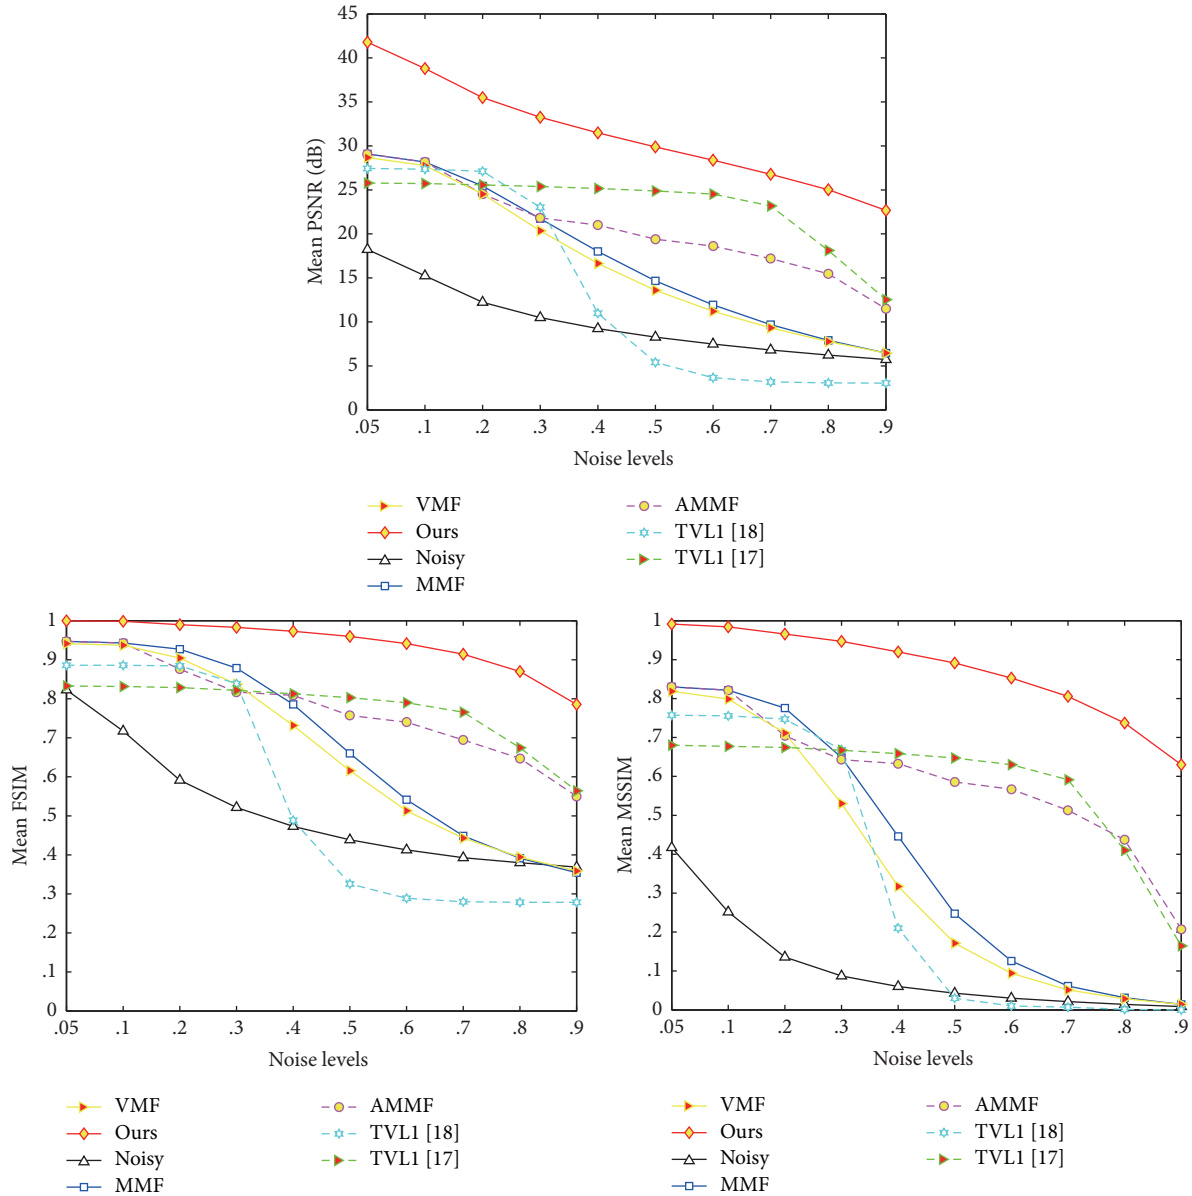 45
40
35
30
25
20
15
10
5
0
Mean PSNR (dB)
.05 .1 .2 .3 .4 .5 .6 .7 .8 .9
Noise levels
VMF
Ours
Noisy
MMF
AMMF
TVL1 [18]
TVL1 [17]
1
.9
.8
.7
.6
.5
.4
.3
.2
.1
0
Mean FSIM
.05 .1 .2 .3 .4 .5 .6 .7 .8 .9
Noise levels
VMF
Ours
Noisy
MMF
AMMF
TVL1 [18]
TVL1 [17]
1
.9
.8
.7
.6
.5
.4
.3
.2
.1
0
Mean MSSIM
.05 .1 .2 .3 .4 .5 .6 .7 .8 .9
Noise levels
VMF
Ours
Noisy
MMF
AMMF
TVL1 [18]
TVL1 [17]